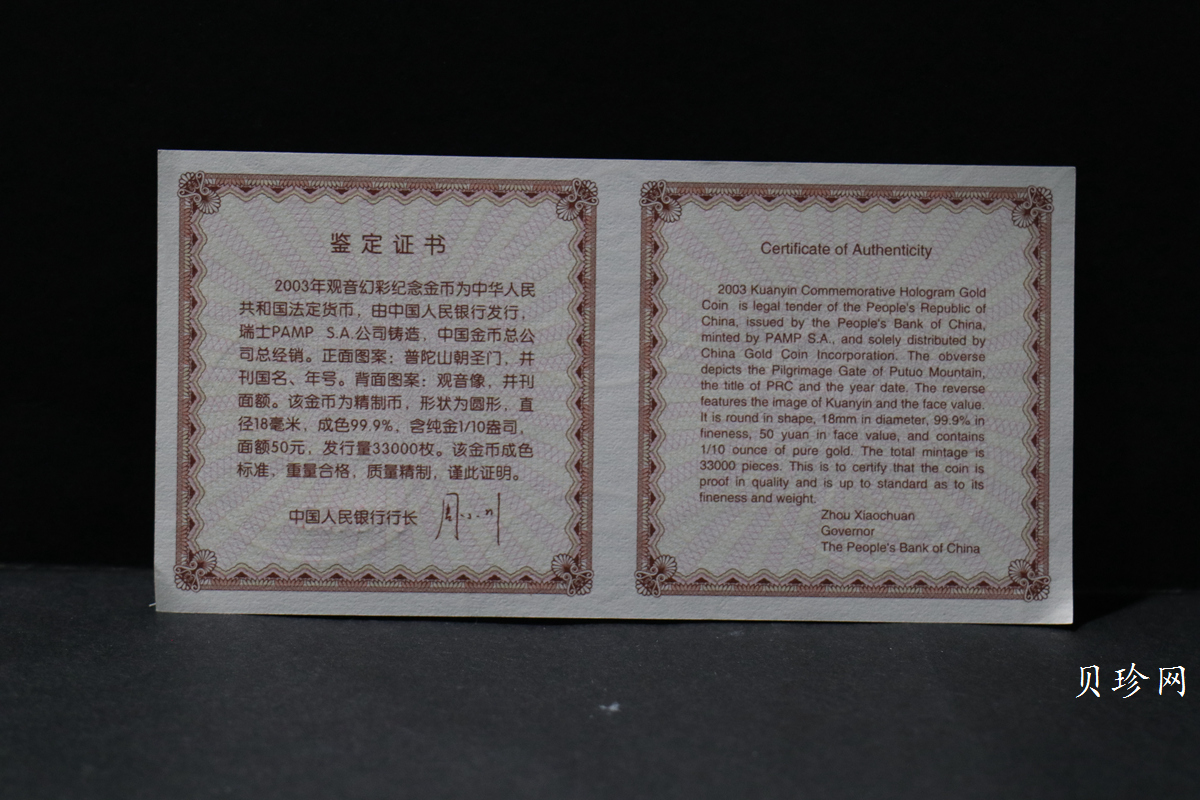 鉴定证书
2003年观音幻彩纪念金币为中华人民
共和国法定货币，由中国人民银行发行，
瑞士PAMP S.A.公司铸造，中国金币总公
司总经销。正面图案：普陀山朝圣门，并
刊国名、年号。背面图案：观音像，并刊
面额。该金币为精制币，形状为圆形，直
径18毫米，成色99.9%，含纯金1/10盎司，
面额50元，发行量33000枚。该金币成色
标准，重量合格，质量精制，谨此证明。
中国人民银行行长
Certificate of Authenticity
2003 Kuanyin Commemorative Hologram Gold
Coin is legal tender of the People's Republic of
China, issued by the People's Bank of China,
minted by PAMP S.A., and solely distributed by
China Gold Coin Incorporation. The obverse
depicts the Pilgrimage Gate of Putuo Mountain,
the title of PRC and the year date. The reverse
features the image of Kuanyin and the face value.
It is round in shape, 18mm in diameter, 99.9% in
fineness, 50 yuan in face value, and contains
1/10 ounce of pure gold. The total mintage is
33000 pieces. This is to certify that the coin is
proof in quality and is up to standard as to its
fineness and weight.
Zhou Xiaochuan
Governor
The People's Bank of China
贝珍网